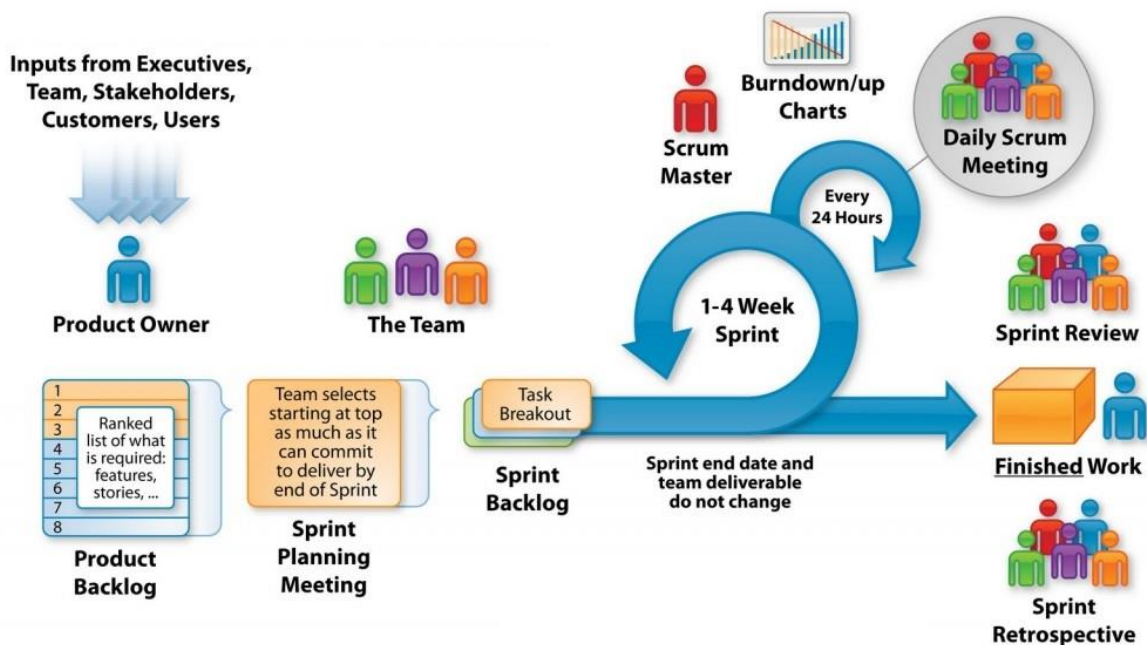 Inputs from Executives,
Team, Stakeholders,
Customers, Users
Product Owner
The Team
Scrum
Master
Burndown/up
Charts
Daily Scrum
Meeting
Every
24 Hours
1-4 Week
Sprint
Sprint Review
1
2
3
4
5
6
7
8
Ranked
list of what
is required:
features,
stories, ...
Product
Backlog
Team selects
starting at top
as much as it
can commit
to deliver by
end of Sprint
Sprint
Planning
Meeting
Task
Breakout
Sprint
Backlog
Sprint end date and
team deliverable
do not change
Finished Work
Sprint
Retrospective